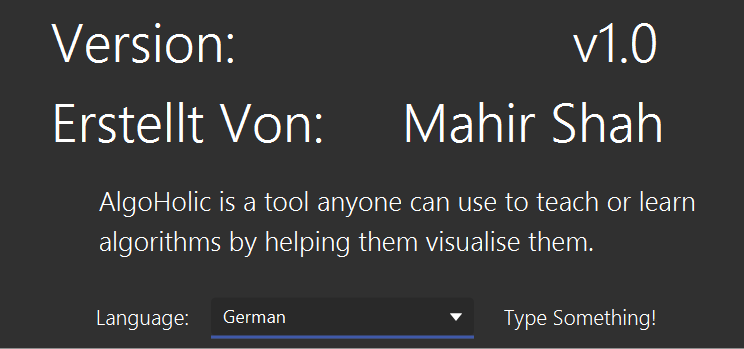 Version: v1.0
Erstellt Von: Mahir Shah
AlgoHolic is a tool anyone can use to teach or learn
algorithms by helping them visualise them.
Language: German Type Something!